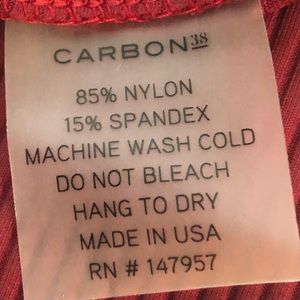 CARBON38
85% NYLON
15% SPANDEX
MACHINE WASH COLD
DO NOT BLEACH
HANG TO DRY
MADE IN USA
RN # 147957